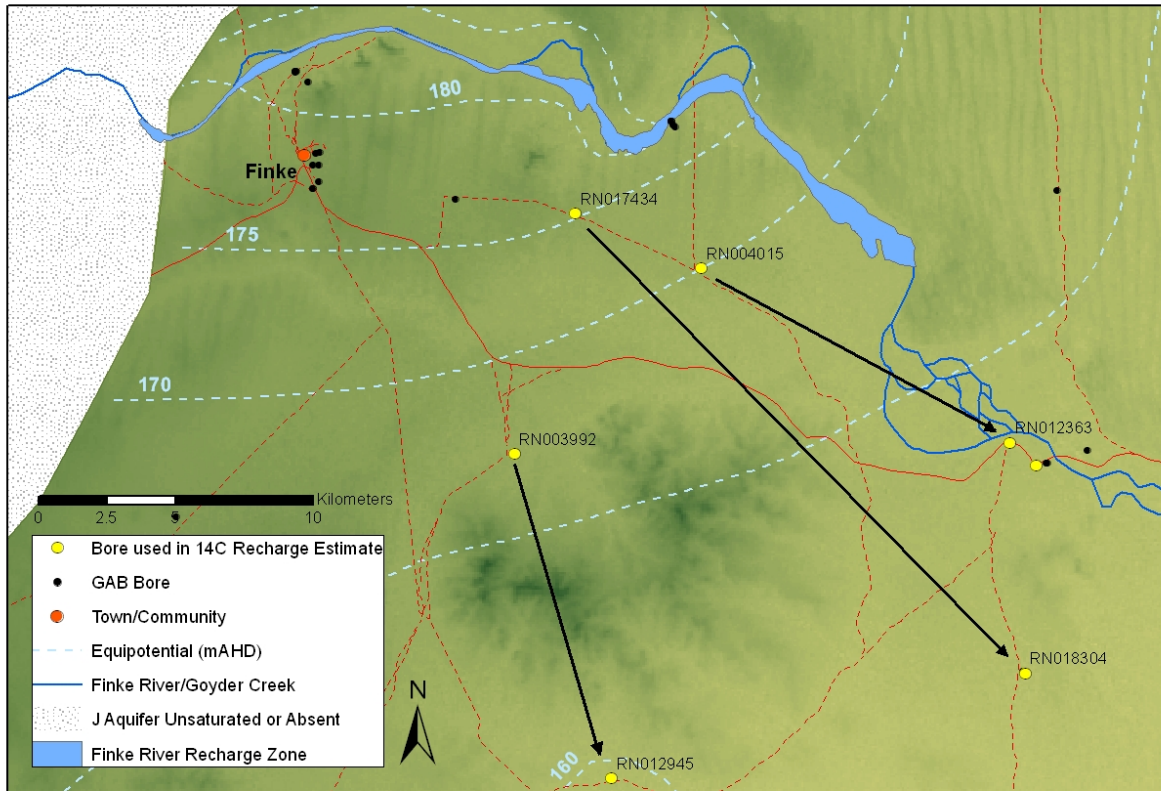 180
Finke
RN017434
175
RN004015
170
RN012363
RN003992
Kilometers
0 2.5 5 10
Bore used in 14C Recharge Estimate
GAB Bore
Town/Community
Equipotential (mAHD)
Finke River/Goyder Creek
J Aquifer Unsaturated or Absent
Finke River Recharge Zone
N
RN018304
160
RN012945